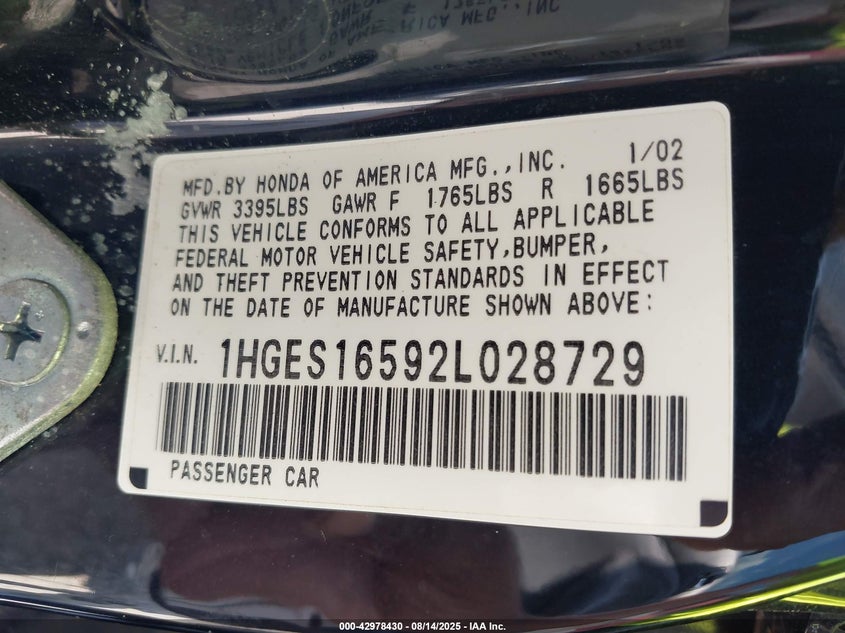 MFD.BY HONDA OF AMERICA MFG.,INC. 1/02
GVWR 3395LBS GAWR F 1765LBS R 1665LBS
THIS VEHICLE CONFORMS TO ALL APPLICABLE
FEDERAL MOTOR VEHICLE SAFETY,BUMPER,
AND THEFT PREVENTION STANDARDS IN EFFECT
ON THE DATE OF MANUFACTURE SHOWN ABOVE:
V.I.N. 1HGES16592L028729
PASSENGER CAR
000-42978430 - 08/14/2025 - IAA Inc.